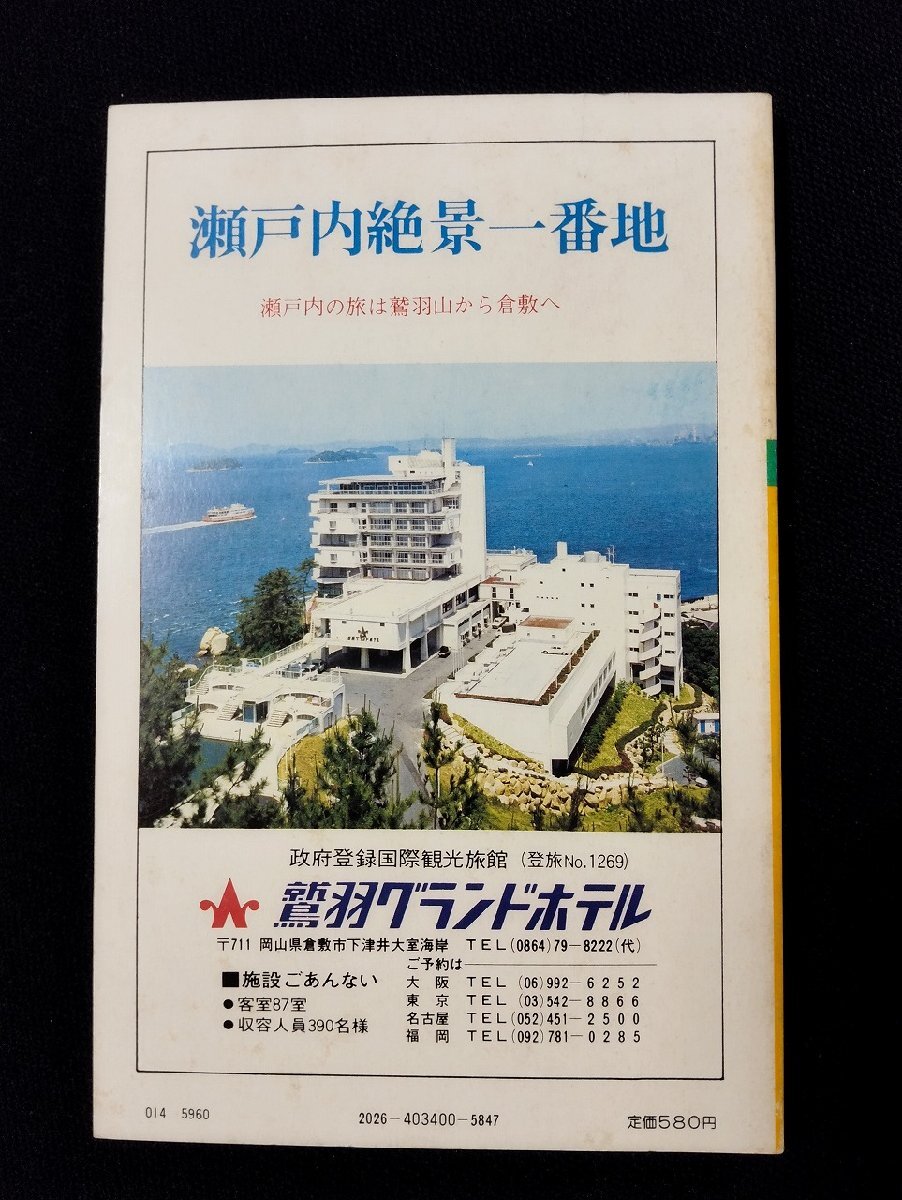 瀬戸内絶景一番地
瀬戸内の旅は鷲羽山から倉敷へ
政府登録国際観光旅館 (登旅No.1269)
鷲羽グランドホテル
〒711 岡山県倉敷市下津井大室海岸 TEL(0864)79-8222(代)
■施設ごあんない
●客室87室
●収容人員390名様
ご予約は
大阪 TEL (06)992-6252
東京 TEL (03)542-8866
名古屋 TEL(052)451-2500
福岡 TEL(092)781-0285
014 5960
2026-403400-5847
定価580円